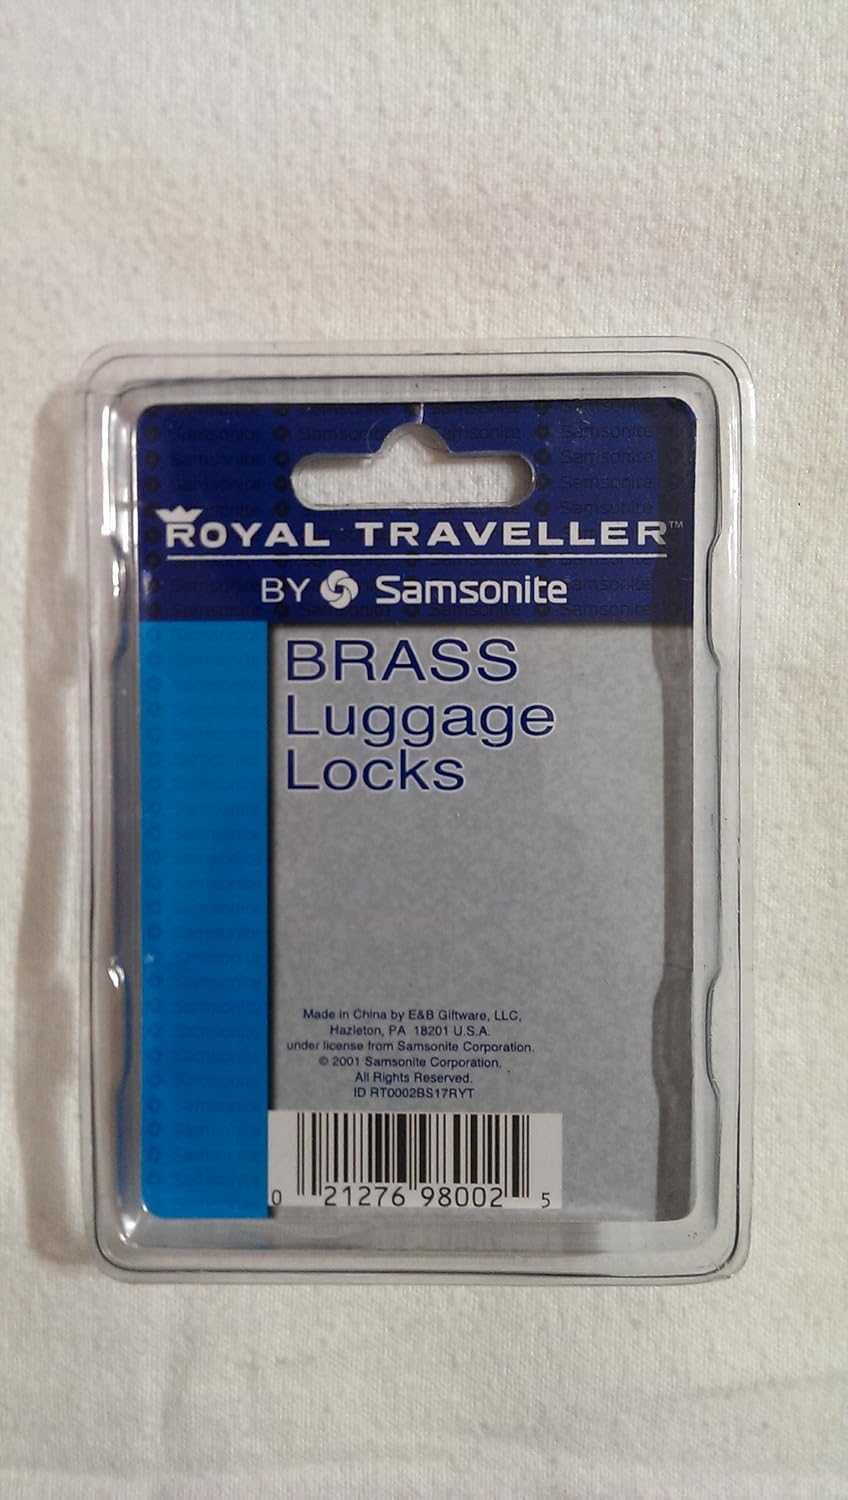 ROYAL TRAVELLER™
BY Samsonite
BRASS
Luggage
Locks
Made in China by E&B Giftware, LLC,
Hazleton, PA 18201 U.S.A.
under license from Samsonite Corporation.
© 2001 Samsonite Corporation.
All Rights Reserved.
ID RT0002BS17RYT
0 21276 98002 5